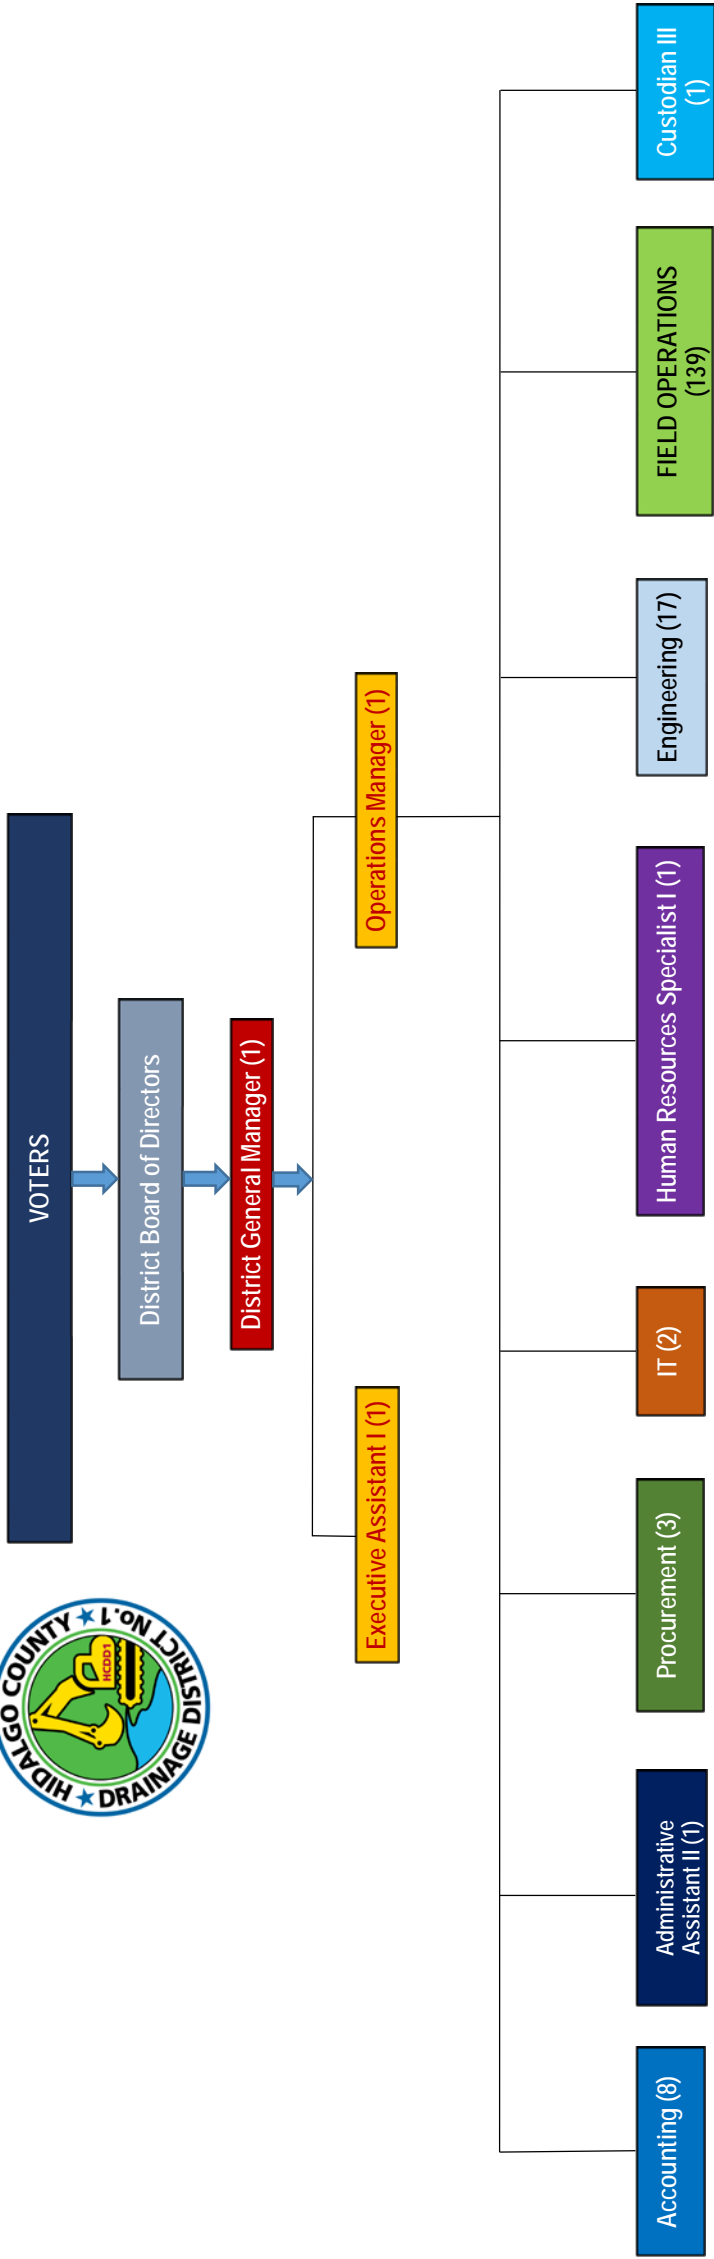 HIDALGO COUNTY
DRAINAGE DISTRICT No.1
HCDD1
VOTERS
District Board of Directors
District General Manager (1)
Executive Assistant I (1)
Operations Manager (1)
Accounting (8)
Administrative
Assistant II (1)
Procurement (3)
IT (2)
Human Resources Specialist I (1)
Engineering (17)
FIELD OPERATIONS
(139)
Custodian III
(1)